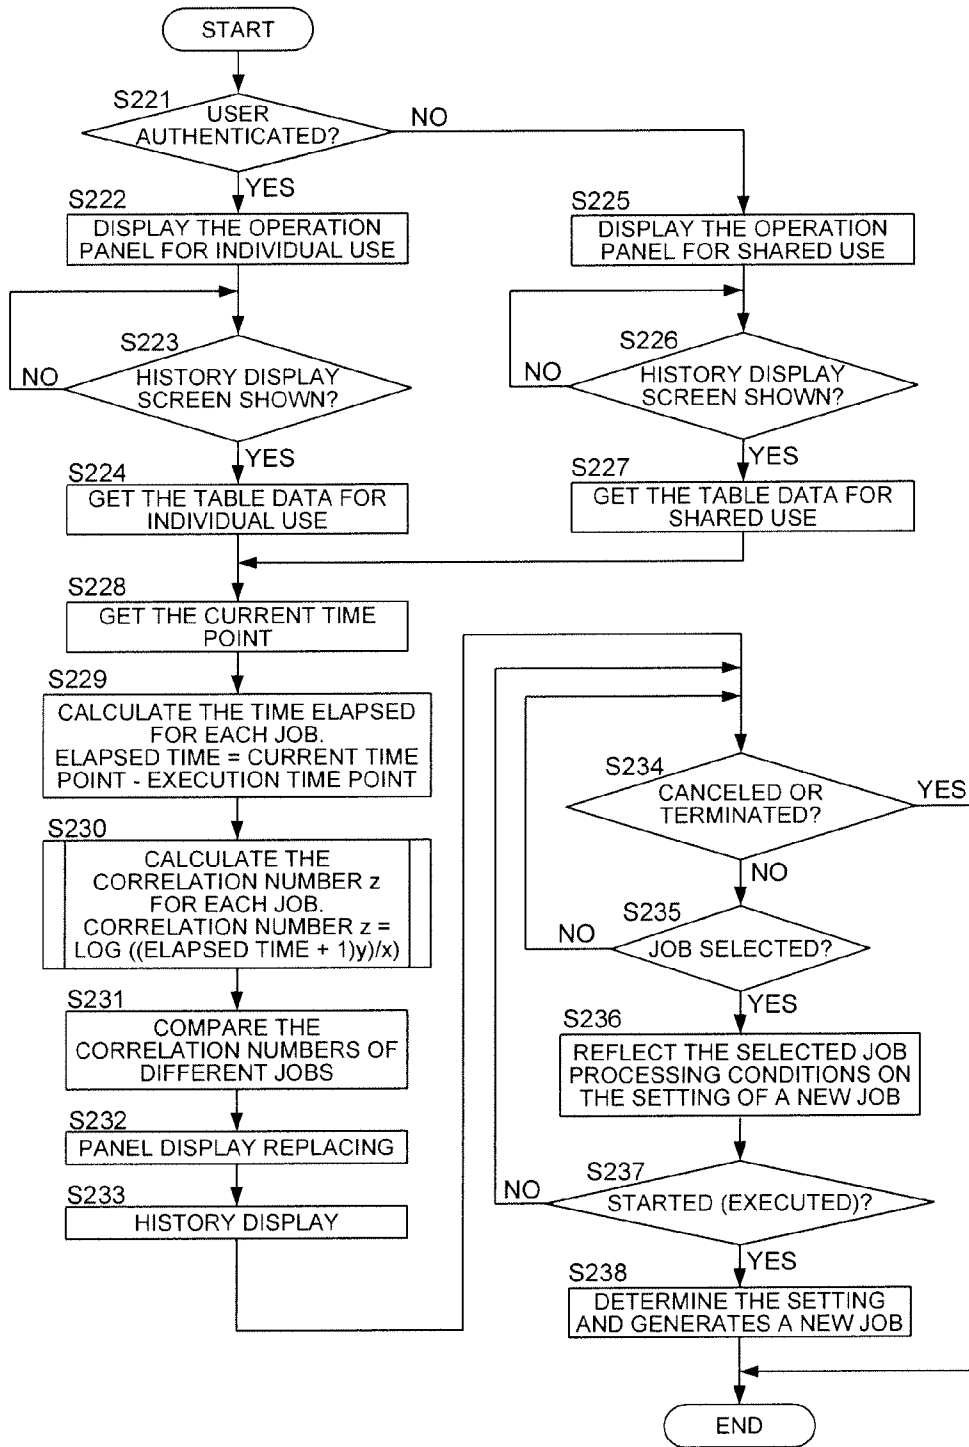 START
S221
USER
AUTHENTICATED?
NO
YES
S222
DISPLAY THE OPERATION
PANEL FOR INDIVIDUAL USE
S225
DISPLAY THE OPERATION
PANEL FOR SHARED USE
S223
HISTORY DISPLAY
SCREEN SHOWN?
NO
YES
S226
HISTORY DISPLAY
SCREEN SHOWN?
NO
YES
S224
GET THE TABLE DATA FOR
INDIVIDUAL USE
S227
GET THE TABLE DATA FOR
SHARED USE
S228
GET THE CURRENT TIME
POINT
S229
CALCULATE THE TIME ELAPSED
FOR EACH JOB.
ELAPSED TIME = CURRENT TIME
POINT - EXECUTION TIME POINT
S230
CALCULATE THE
CORRELATION NUMBER z
FOR EACH JOB.
CORRELATION NUMBER z =
LOG ((ELAPSED TIME + 1)y)/x)
S231
COMPARE THE
CORRELATION NUMBERS OF
DIFFERENT JOBS
S232
PANEL DISPLAY REPLACING
S233
HISTORY DISPLAY
S234
CANCELED OR
TERMINATED?
YES
NO
S235
JOB SELECTED?
NO
YES
S236
REFLECT THE SELECTED JOB
PROCESSING CONDITIONS ON
THE SETTING OF A NEW JOB
S237
STARTED (EXECUTED)?
NO
YES
S238
DETERMINE THE SETTING
AND GENERATES A NEW JOB
END